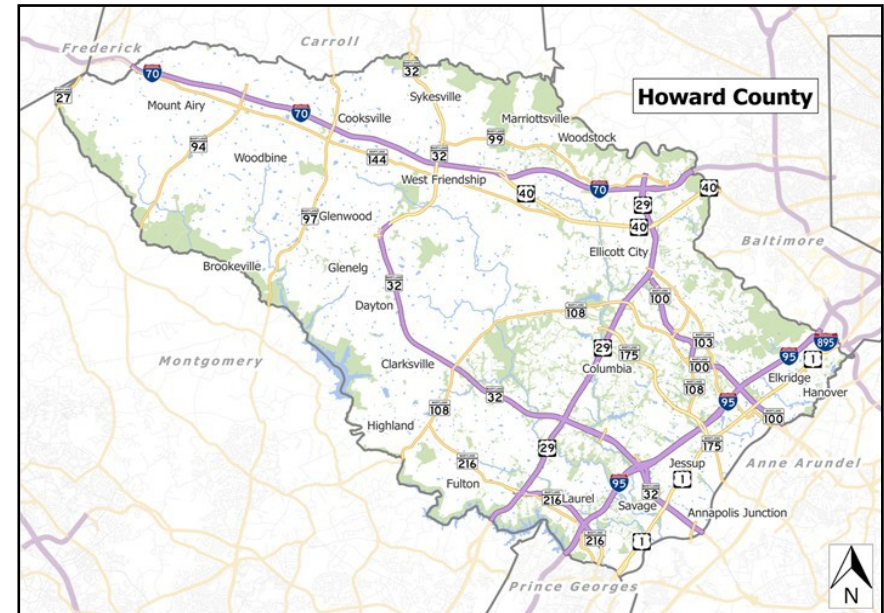 Frederick
Carroll
70
32
27
Mount Airy
Sykesville
Howard County
70
Cooksville
Marriottsville
94
99
Woodstock
Woodbine
144
32
West Friendship
40
70
40
97
Glenwood
29
40
Brookeville
Glenelg
Ellicott City
Baltimore
32
Dayton
100
108
Montgomery
29
175
103
895
95
1
Clarksville
Columbia
100
Elkridge
32
108
Hanover
95
108
100
Highland
29
175
216
Jessup
Anne Arundel
Fulton
95
1
216
Laurel
32
Savage
Annapolis Junction
216
1
Prince Georges
N